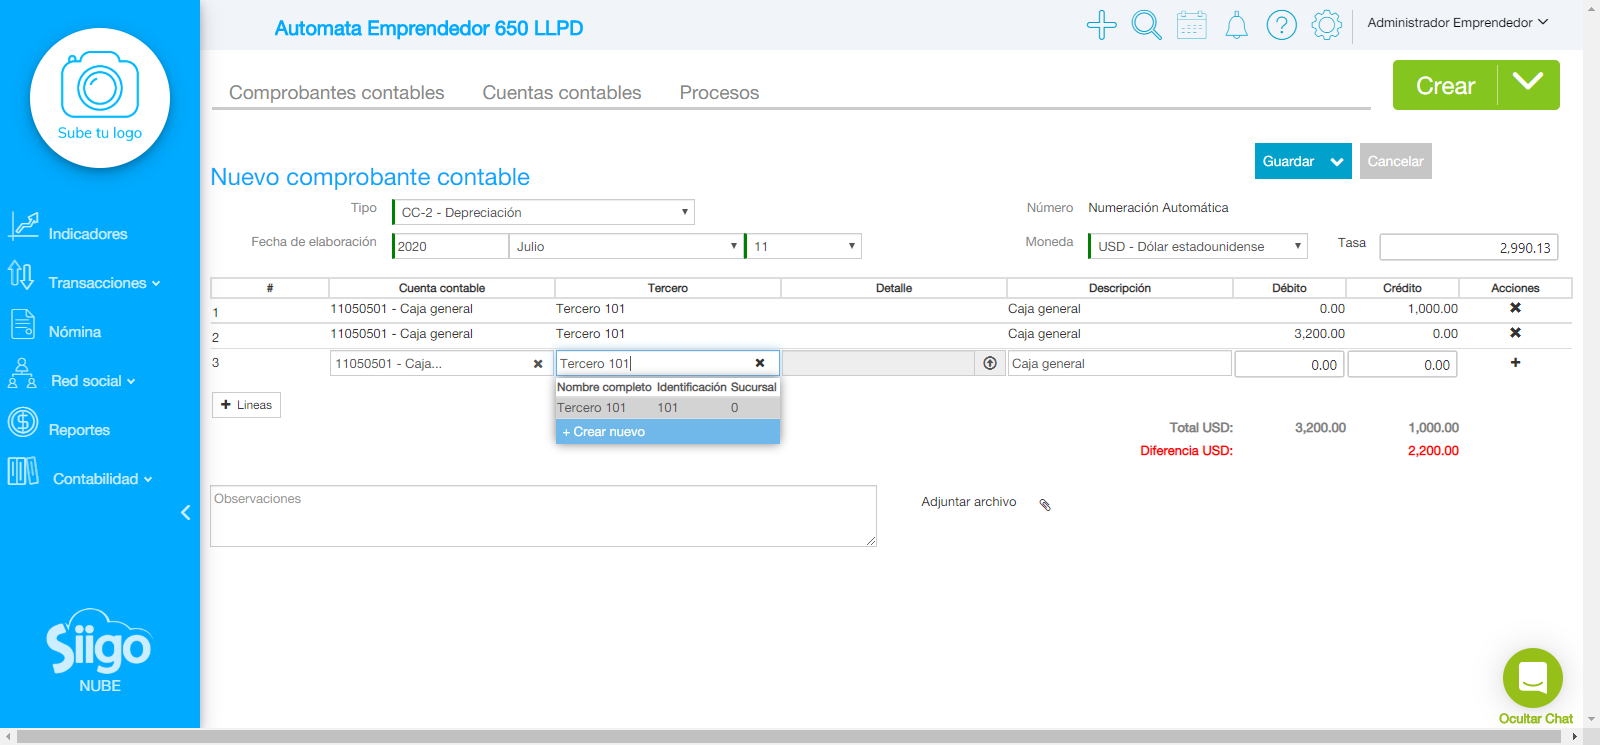 Automata Emprendedor 650 LLPD
Administrador Emprendedor
Sube tu logo
Comprobantes contables Cuentas contables Procesos
Crear
Guardar Cancelar
Nuevo comprobante contable
Tipo CC-2 - Depreciación Número Numeración Automática
Fecha de elaboración 2020 Julio 11 Moneda USD - Dólar estadounidense Tasa 2,990.13
# Cuenta contable Tercero Detalle Descripción Débito Crédito Acciones
1 11050501 - Caja general Tercero 101 Caja general 0.00 1,000.00
2 11050501 - Caja general Tercero 101 Caja general 3,200.00 0.00
3 11050501 - Caja... Tercero 101 Caja general 0.00 0.00
Nombre completo Identificación Sucursal
Tercero 101 101 0
+ Crear nuevo
+ Lineas
Total USD: 3,200.00 1,000.00
Diferencia USD: 2,200.00
Observaciones
Adjuntar archivo
Indicadores
Transacciones
Nómina
Red social
Reportes
Contabilidad
Siigo
NUBE
Ocultar Chat